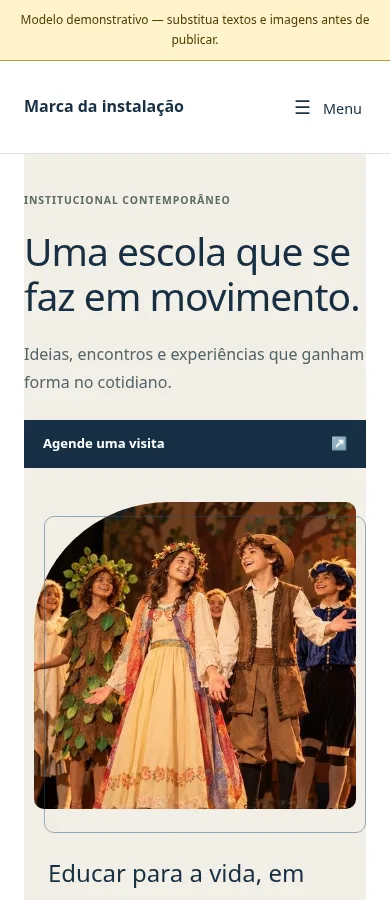 Modelo demonstrativo — substitua textos e imagens antes de
publicar.
Marca da instalação
☰ Menu
INSTITUCIONAL CONTEMPORÂNEO
Uma escola que se
faz em movimento.
Ideias, encontros e experiências que ganham
forma no cotidiano.
Agende uma visita ↗
Educar para a vida, em